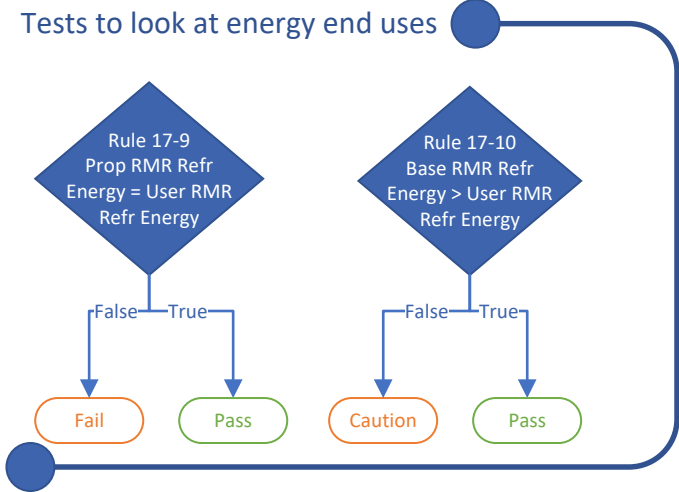 Tests to look at energy end uses
Rule 17-9
Prop RMR Refr
Energy = User RMR
Refr Energy
Rule 17-10
Base RMR Refr
Energy > User RMR
Refr Energy
False
True
False
True
Fail
Pass
Caution
Pass